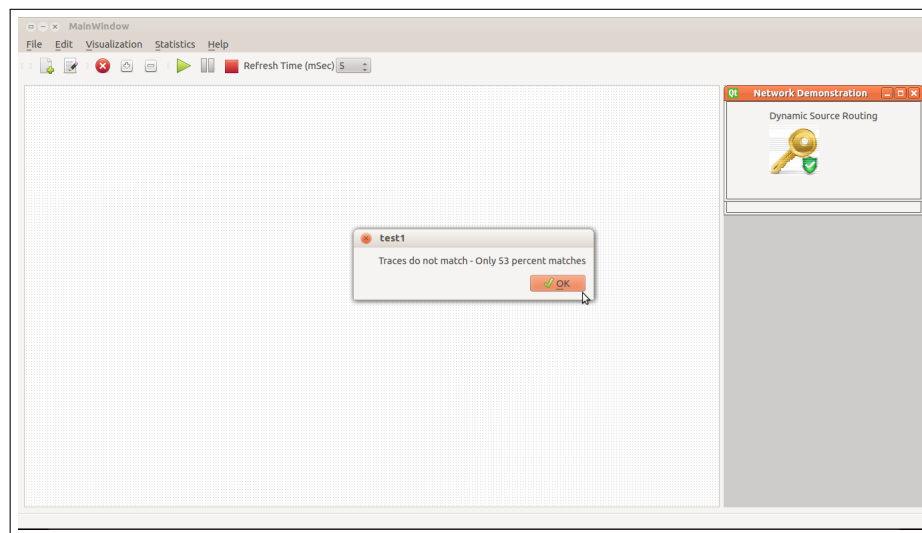 MainWindow
File Edit Visualization Statistics Help
Refresh Time (mSec) 5
Qt Network Demonstration
Dynamic Source Routing
test1
Traces do not match - Only 53 percent matches
OK